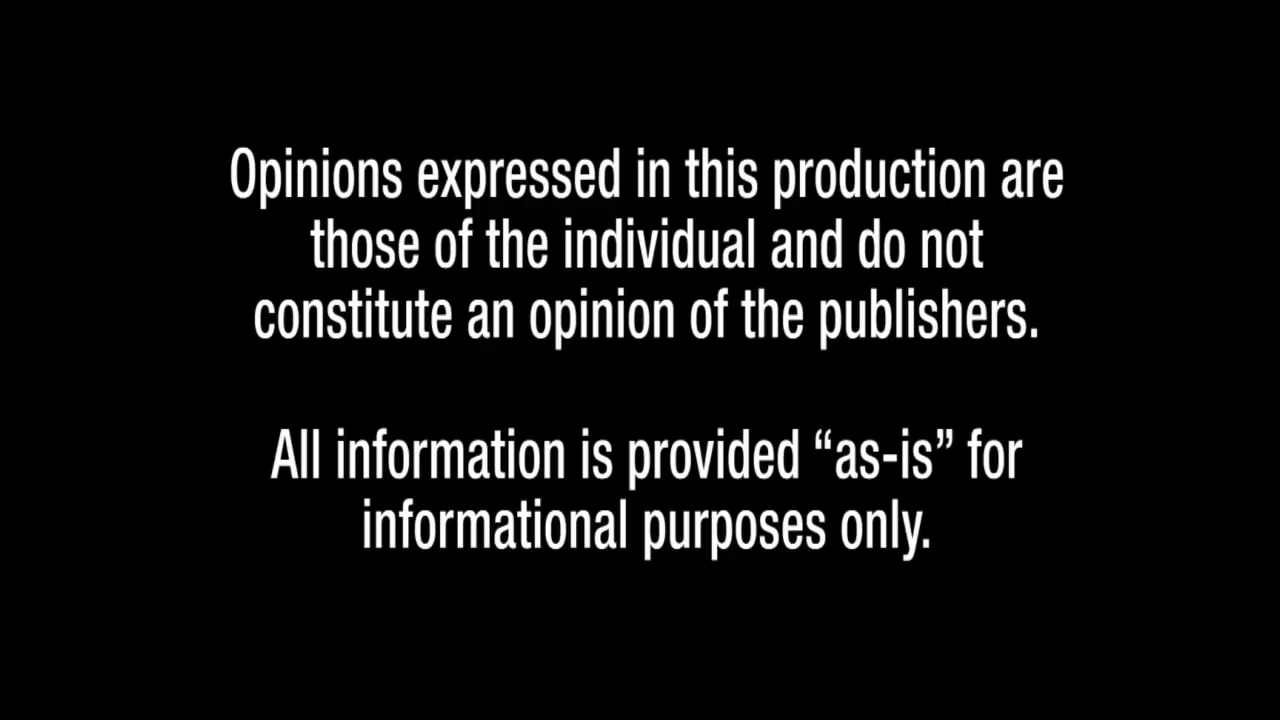 Opinions expressed in this production are
those of the individual and do not
constitute an opinion of the publishers.
All information is provided “as-is” for
informational purposes only.